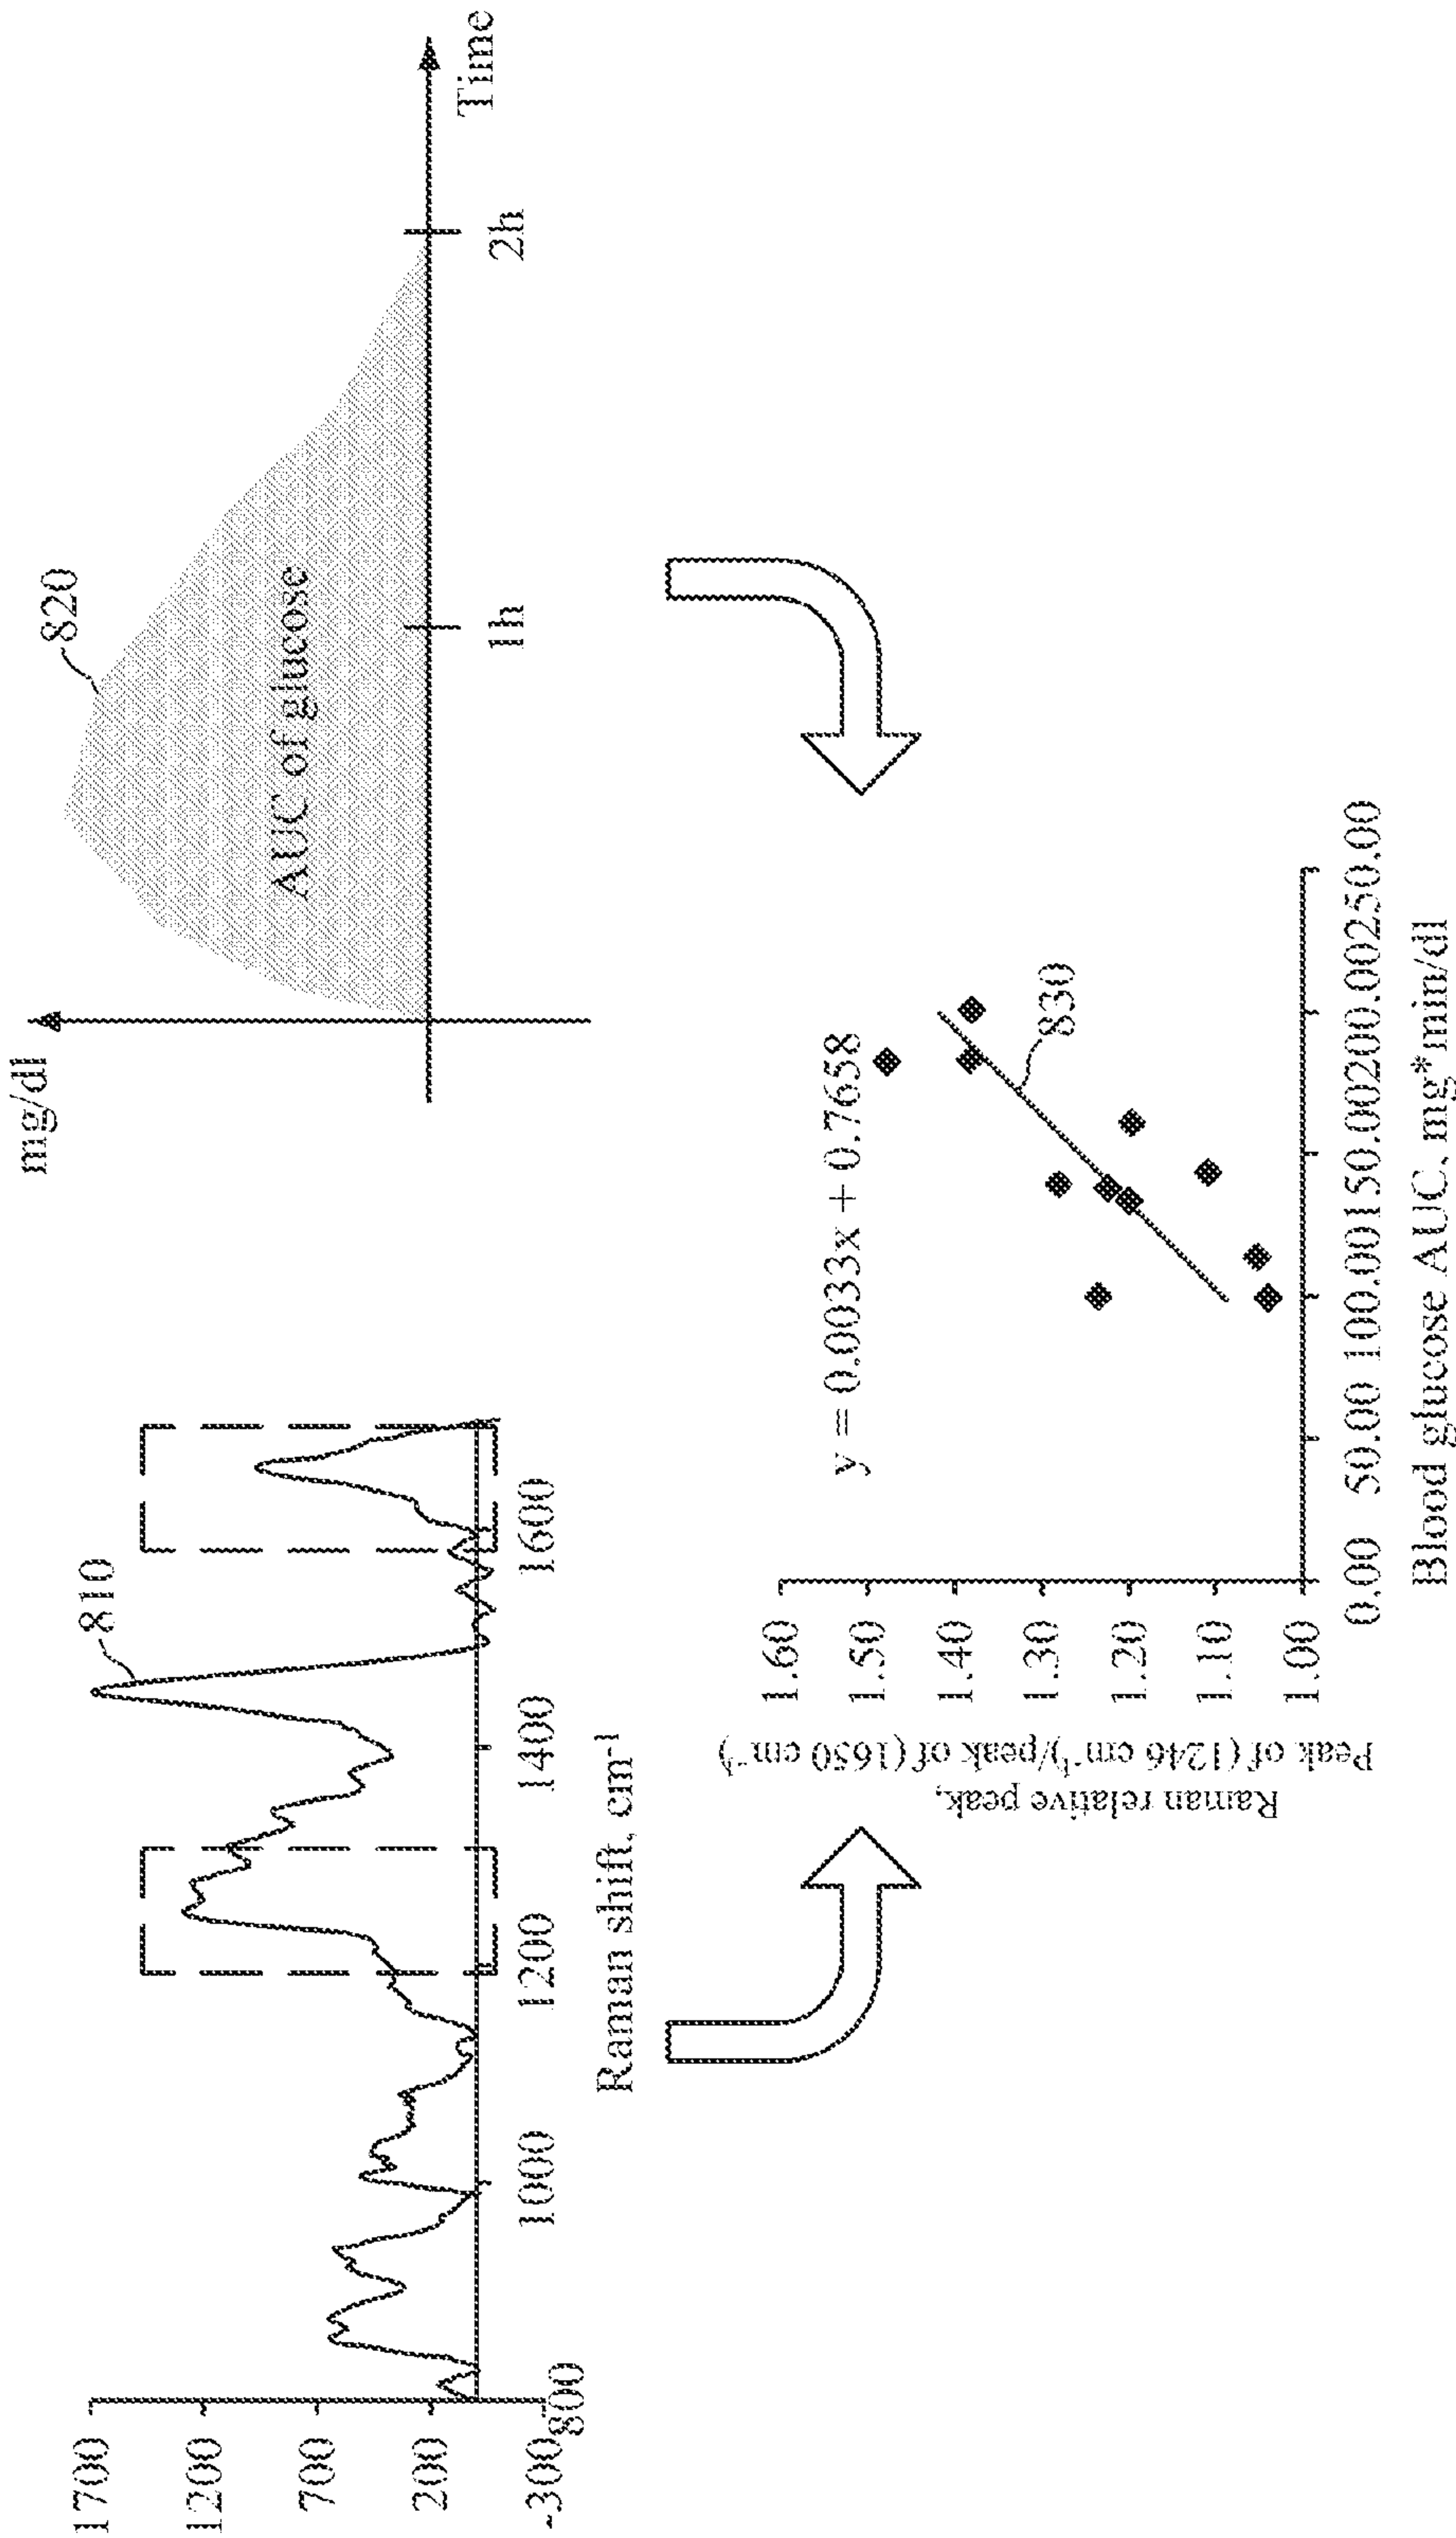 1700
1200
700
200
-300
800
1000
1200
1400
1600
810
Raman shift, cm⁻¹
mg/dl
820
AUC of glucose
1h
2h
Time
Raman relative peak,
Peak of (1246 cm⁻¹)/peak of (1650 cm⁻¹)
1.60
1.50
1.40
1.30
1.20
1.10
1.00
y = 0.0033x + 0.7658
830
0.00 50.00 100.00 150.00 200.00 250.00
Blood glucose AUC, mg*min/dl